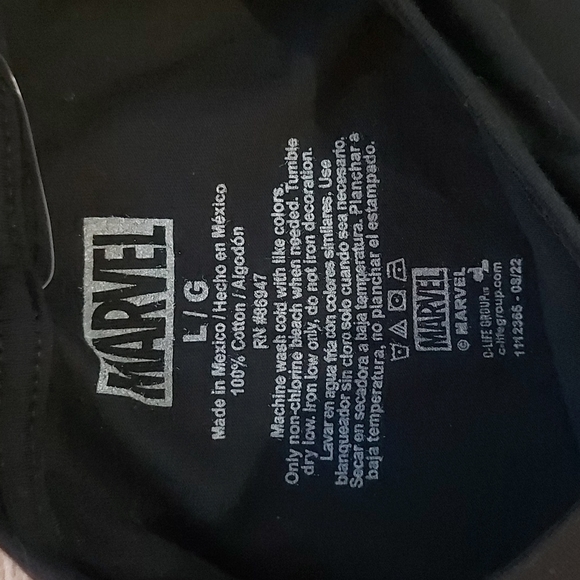 MARVEL
L / G
Made in Mexico / Hecho en México
100% Cotton / Algodón
Machine wash cold with like colors.
Only non-chlorine bleach when needed. Tumble
dry low. Iron low only, do not iron decoration.
Lavar en agua fría con colores similares. Use
blanqueador sin cloro solo cuando sea necesario.
Secar en secadora a baja temperatura. Planchar a
baja temperatura, no planchar el estampado.
MARVEL
© MARVEL
C-LIFE GROUP
c-lifegroup.com
1112365 - 03/22